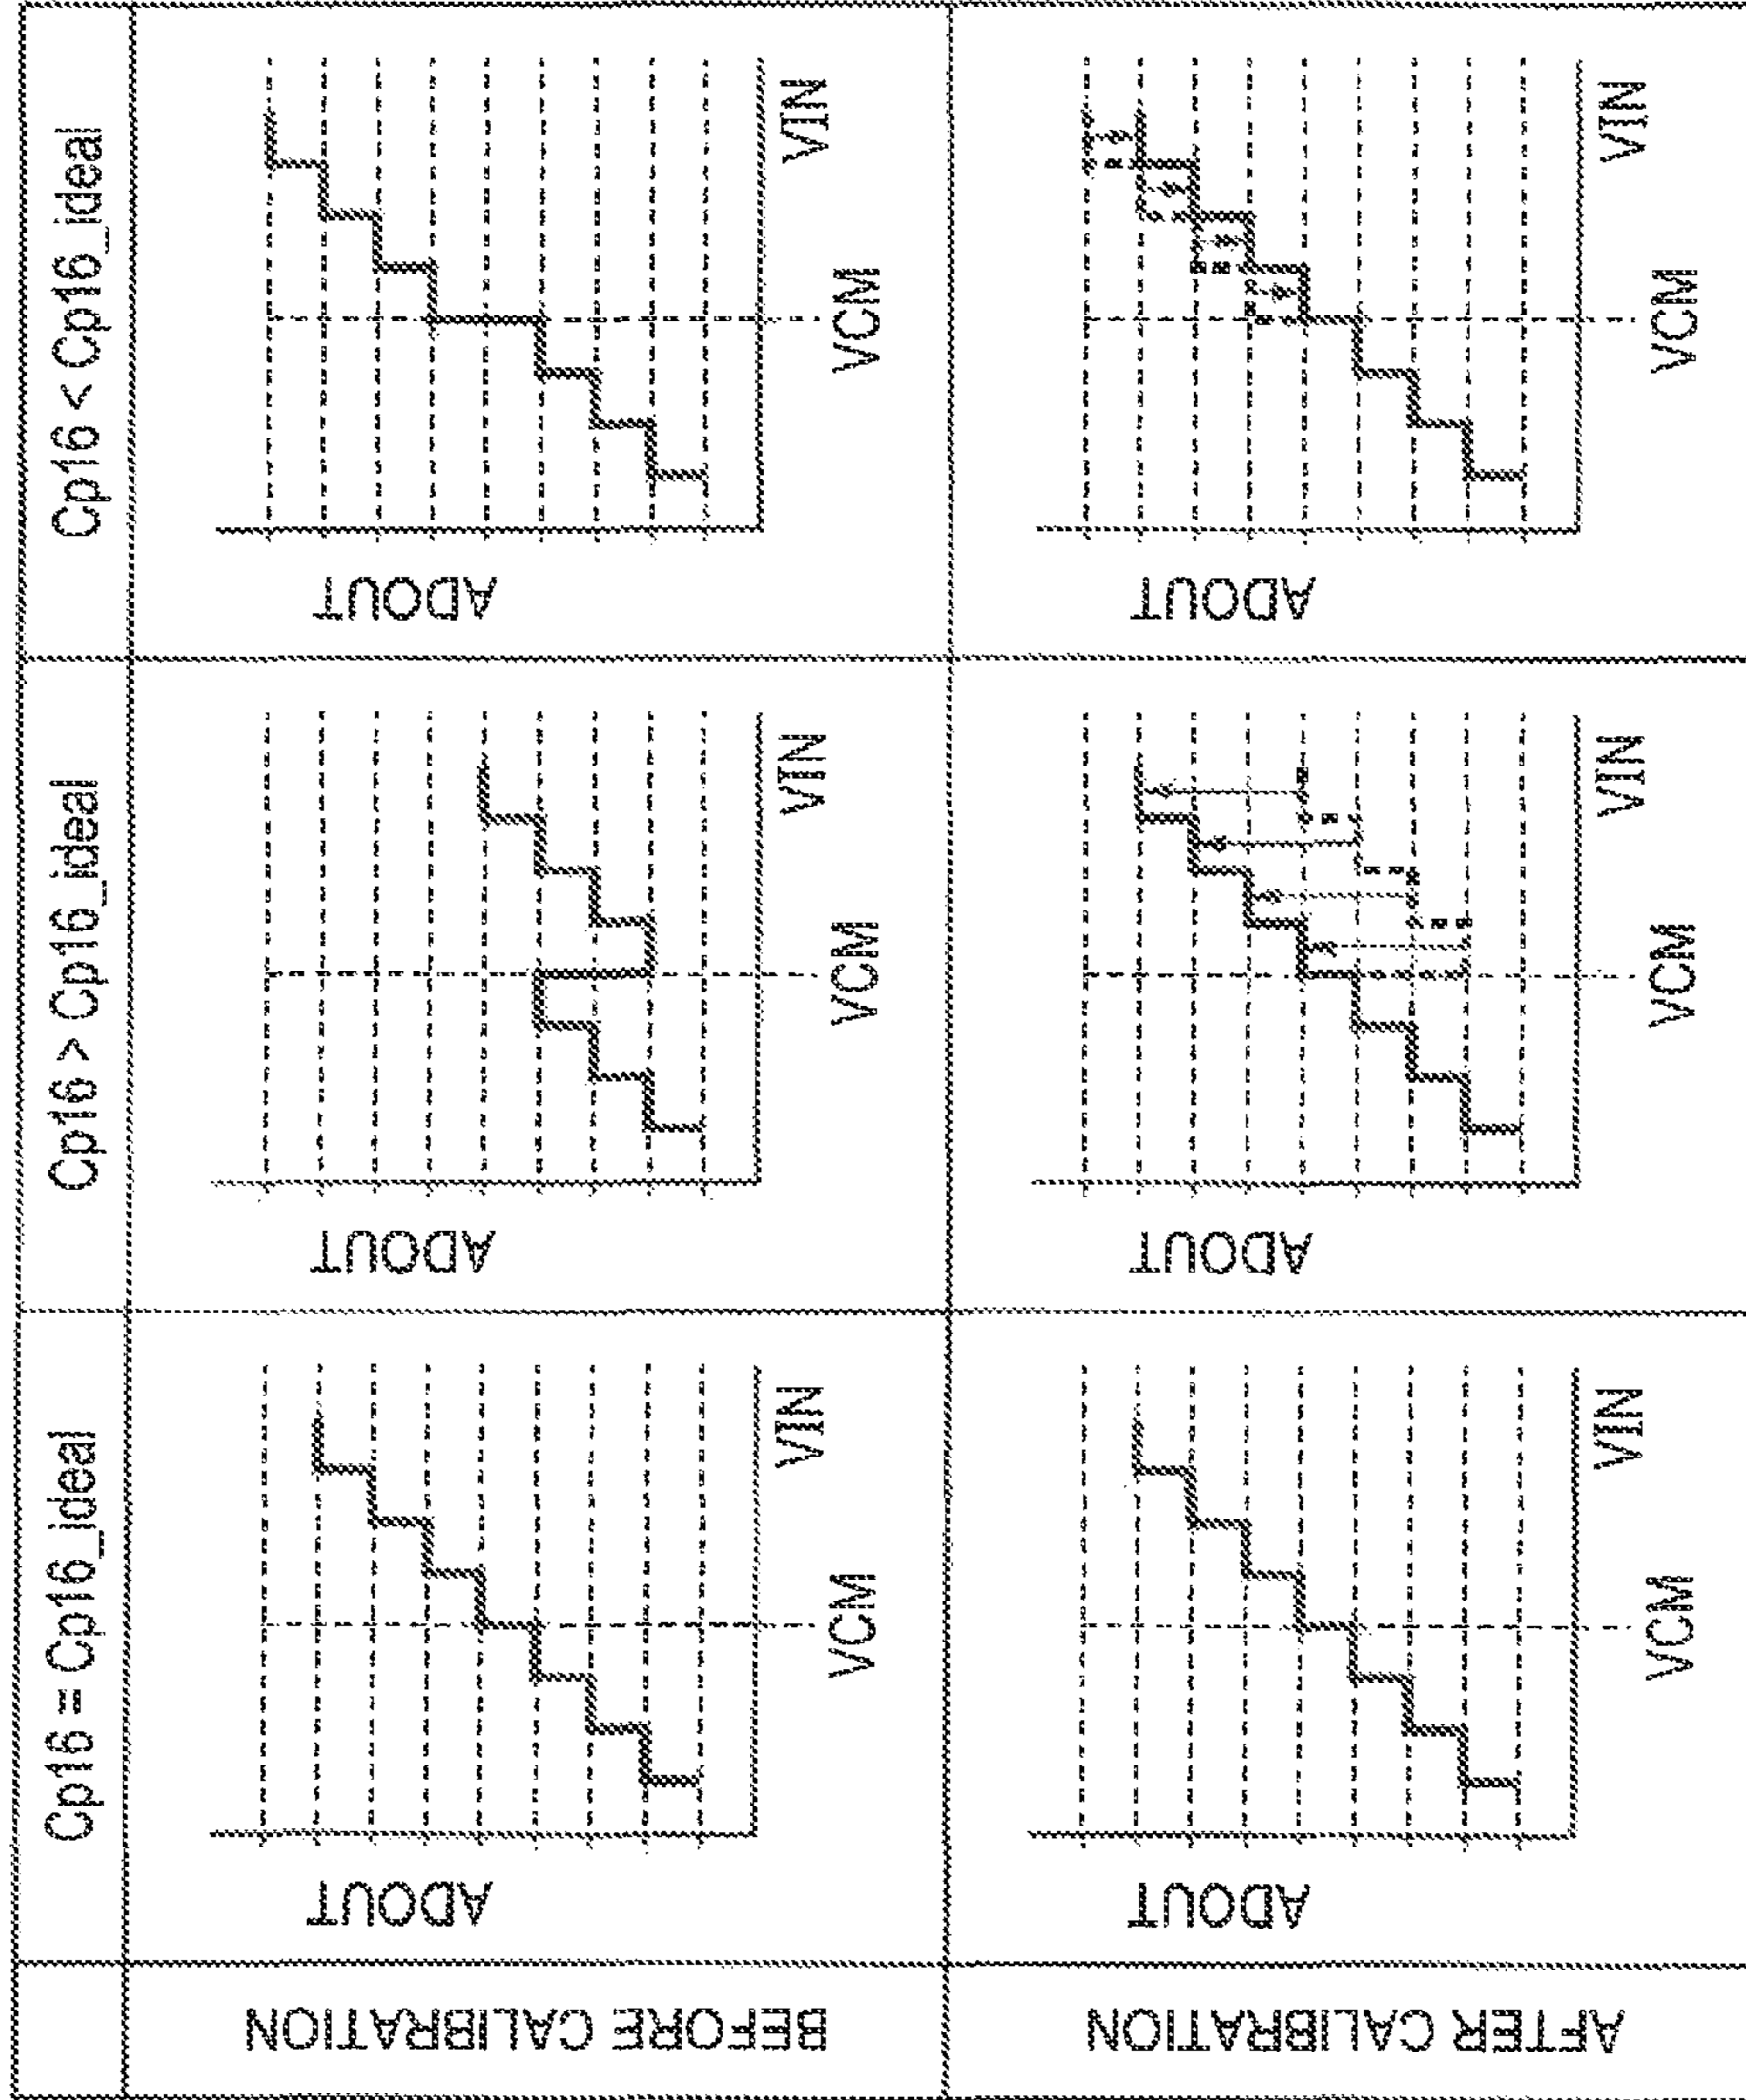 Cp16 = Cp16_ideal
Cp16 > Cp16_ideal
Cp16 < Cp16_ideal
BEFORE CALIBRATION
ADOUT
VIN
VCM
ADOUT
VIN
VCM
ADOUT
VIN
VCM
AFTER CALIBRATION
ADOUT
VIN
VCM
ADOUT
VIN
VCM
ADOUT
VIN
VCM